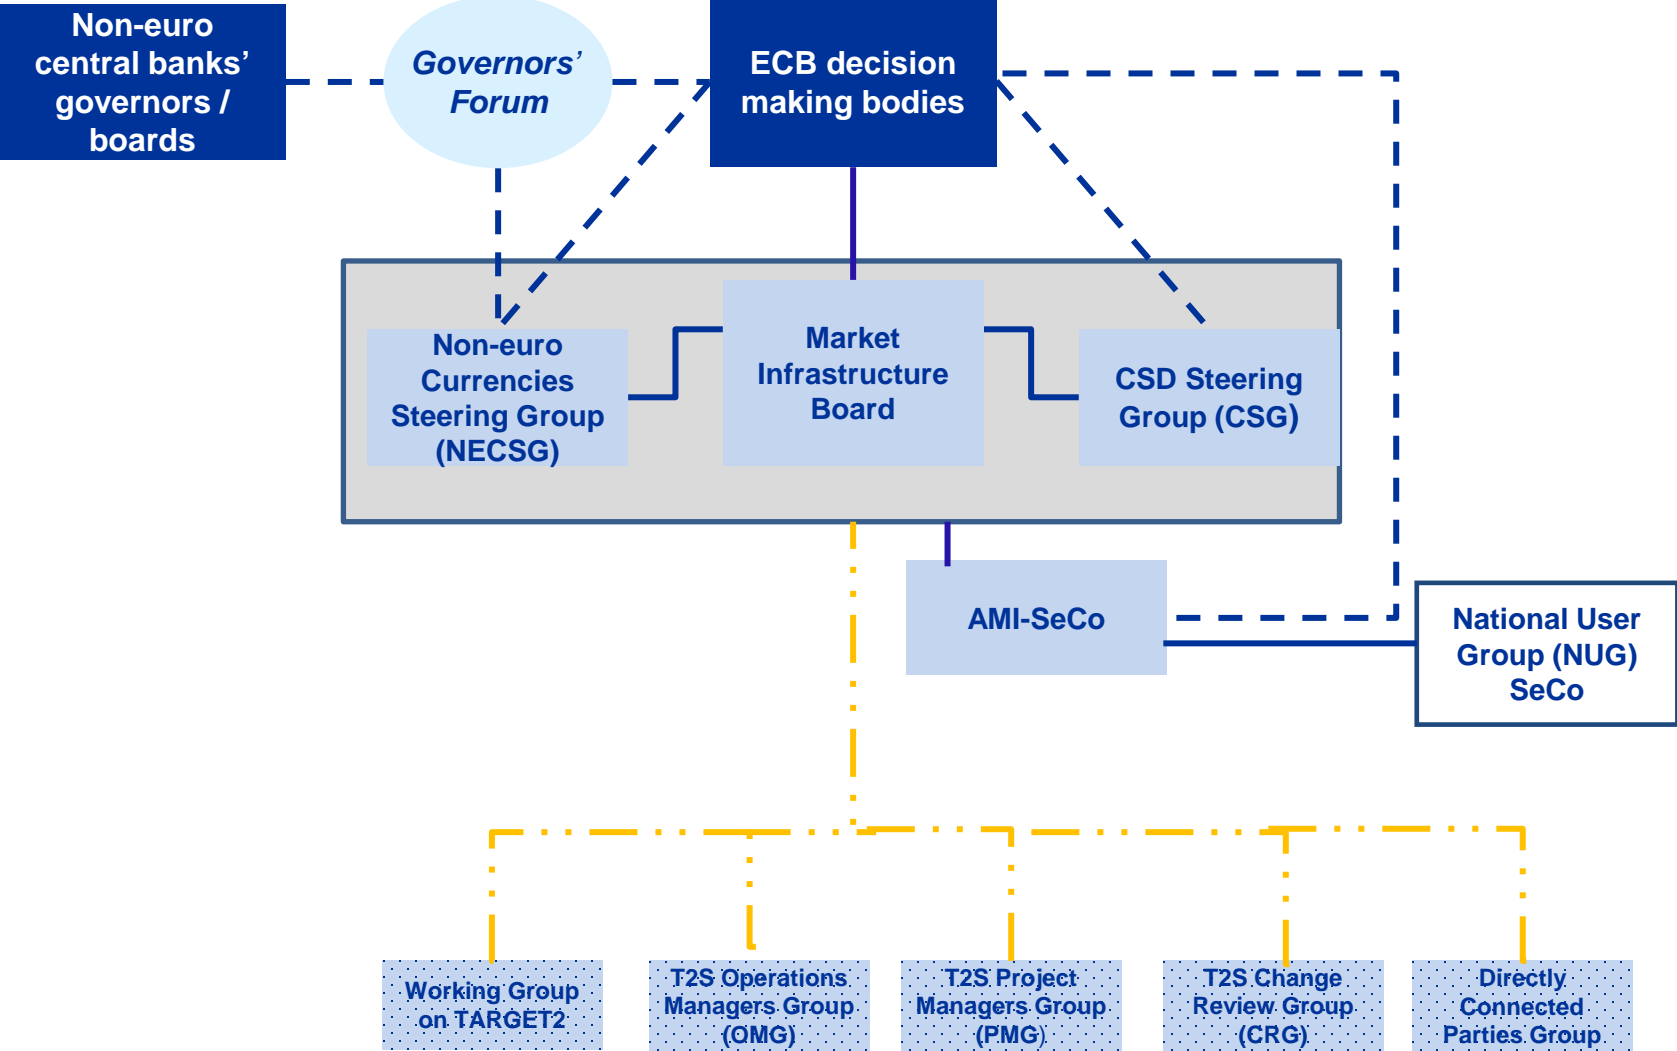 Non-euro
central banks’
governors /
boards
Governors’
Forum
ECB decision
making bodies
Non-euro
Currencies
Steering Group
(NECSG)
Market
Infrastructure
Board
CSD Steering
Group (CSG)
AMI-SeCo
National User
Group (NUG)
SeCo
Working Group
on TARGET2
T2S Operations
Managers Group
(OMG)
T2S Project
Managers Group
(PMG)
T2S Change
Review Group
(CRG)
Directly
Connected
Parties Group